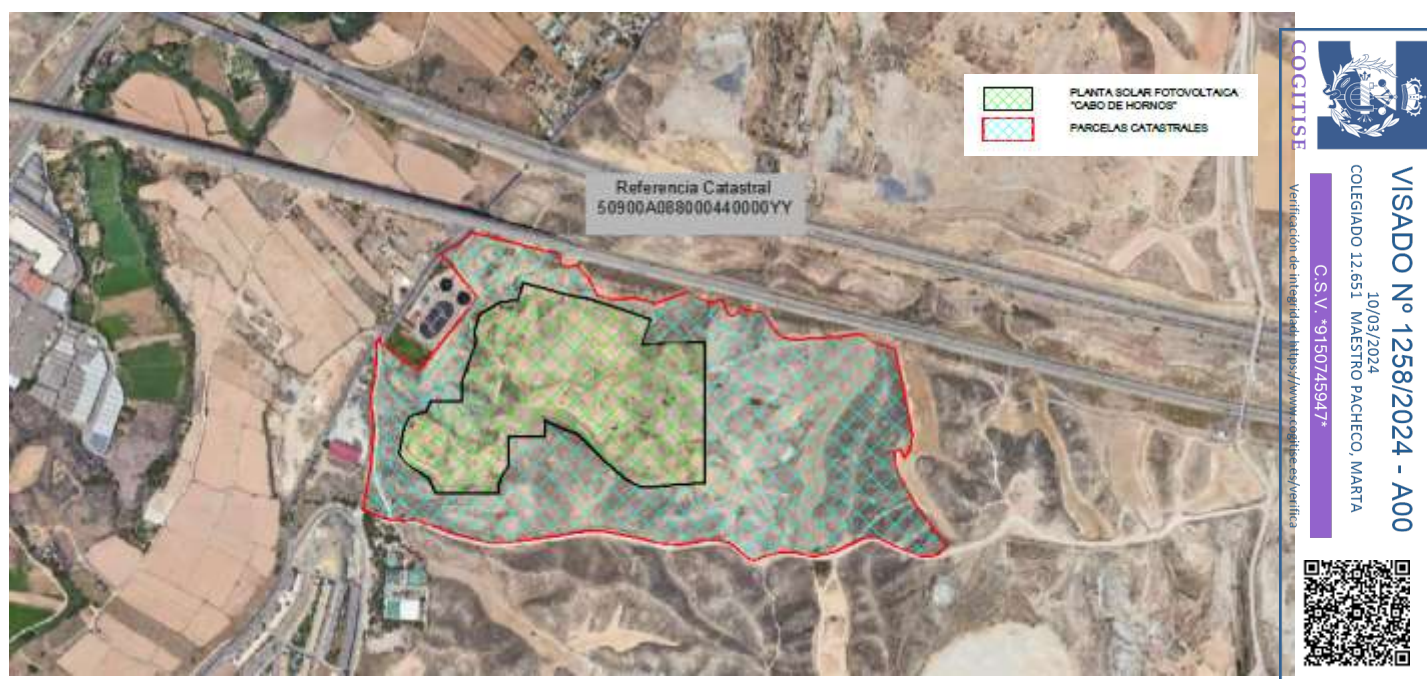 PLANTA SOLAR FOTOVOLTAICA
"CABO DE HORNOS"
PARCELAS CATASTRALES
Referencia Catastral
50900A088000440000YY
COGITISE
VISADO Nº 1258/2024 - A00
10/03/2024
COLEGIADO 12.651 MAESTRO PACHECO, MARTA
C.S.V. *9150745947*
Verificación de integridad: https://www.cogitise.es/verifica